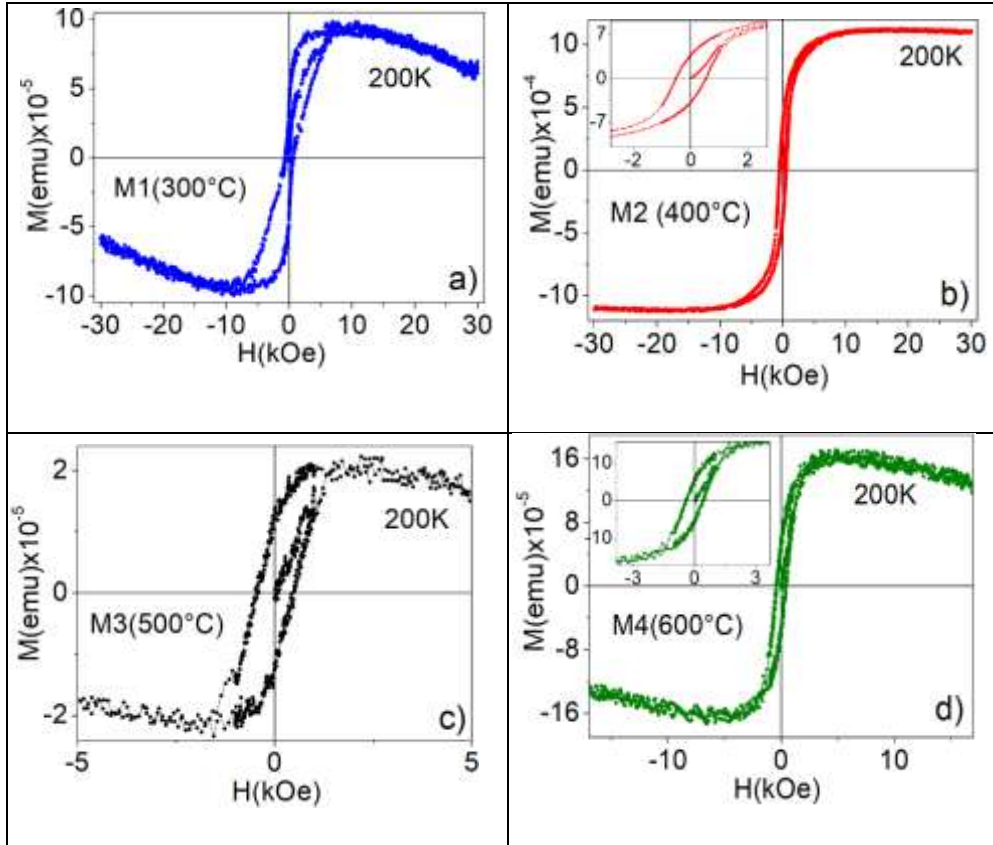 10
5
0
-5
-10
M(emu)x10^-5
200K
M1(300°C)
a)
-30 -20 -10 0 10 20 30
H(kOe)
10
5
0
-5
-10
M(emu)x10^-4
7
0
-7
-2 0 2
200K
M2 (400°C)
b)
-30 -20 -10 0 10 20 30
H(kOe)
2
0
-2
M(emu)x10^-5
200K
M3(500°C)
c)
-5 0 5
H(kOe)
16
8
0
-8
-16
M(emu)x10^-5
10
0
-10
-3 0 3
200K
M4(600°C)
d)
-10 0 10
H(kOe)